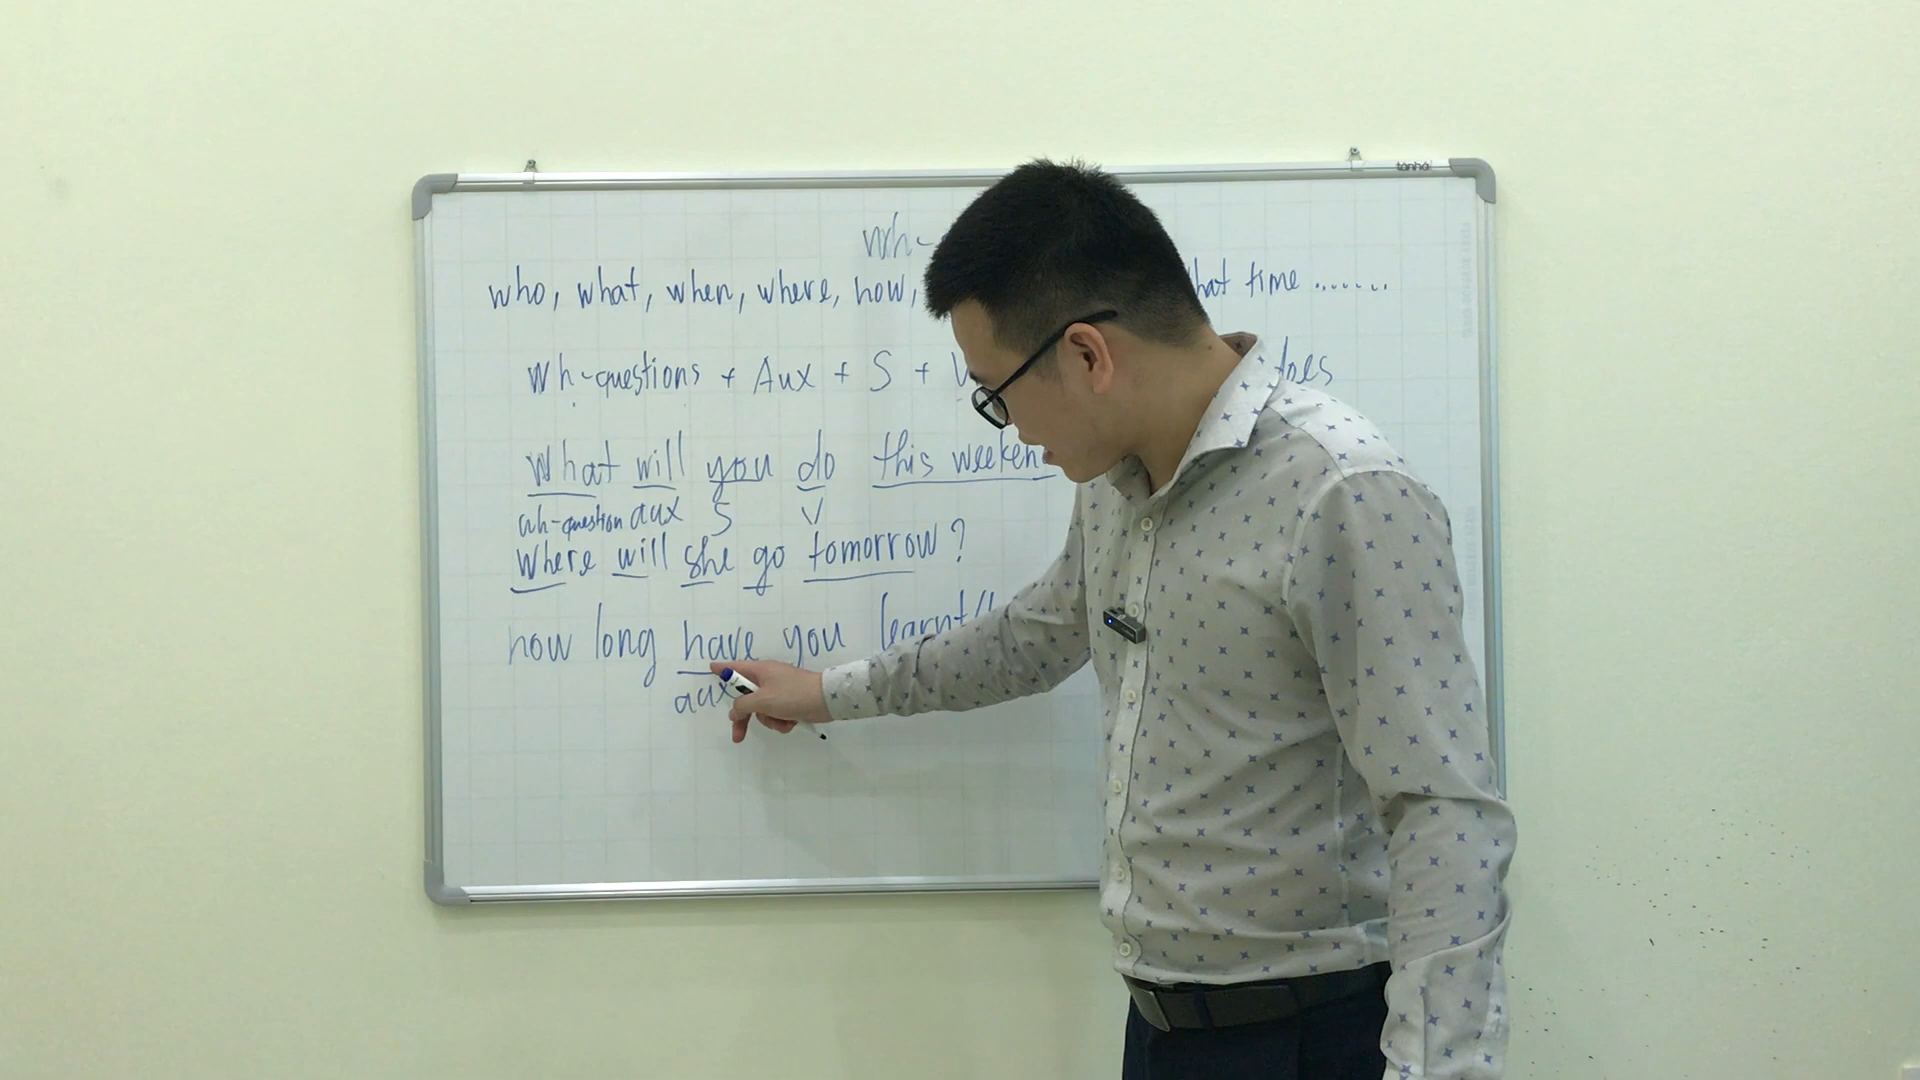 tanhà
wh-
who, what, when, where, how, what time ........
Wh-questions + Aux + S + V does
What will you do this weekend
wh-question aux S V
Where will she go tomorrow?
how long have you learnt
aux